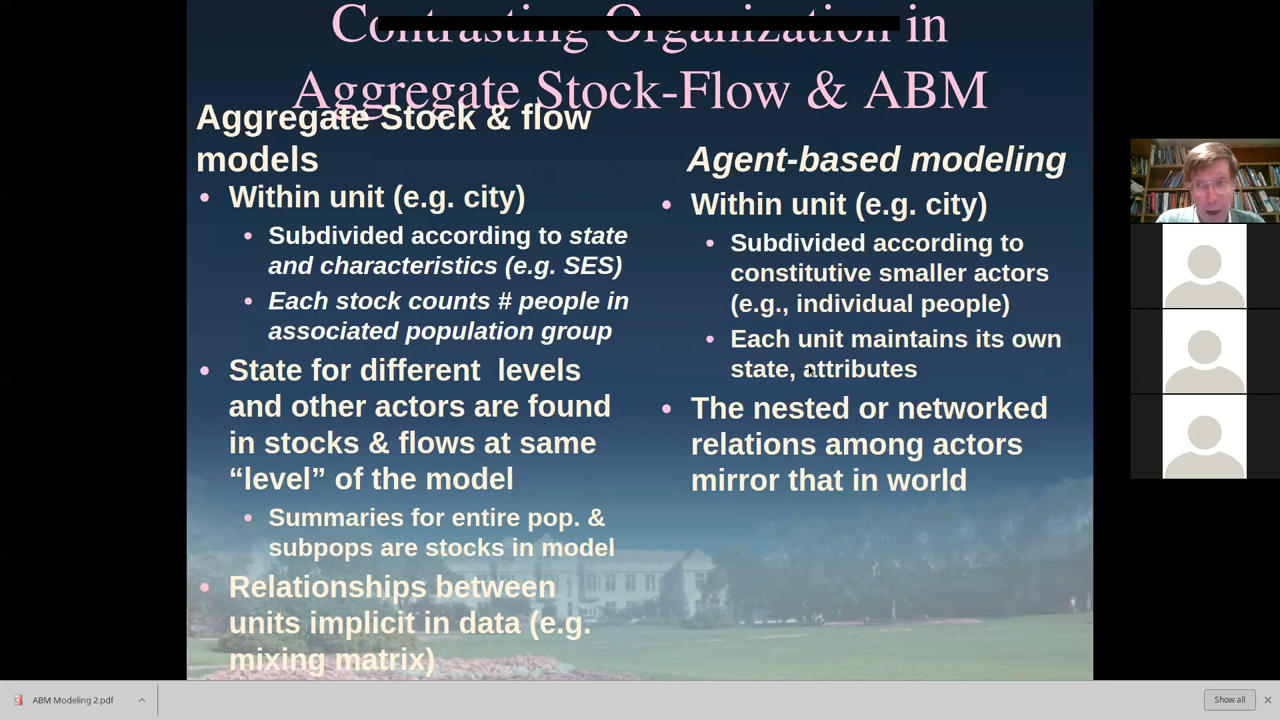 Contrasting Organization in
Aggregate Stock-Flow & ABM
Aggregate Stock & flow
models
• Within unit (e.g. city)
• Subdivided according to state
and characteristics (e.g. SES)
• Each stock counts # people in
associated population group
• State for different levels
and other actors are found
in stocks & flows at same
“level” of the model
• Summaries for entire pop. &
subpops are stocks in model
• Relationships between
units implicit in data (e.g.
mixing matrix)
Agent-based modeling
• Within unit (e.g. city)
• Subdivided according to
constitutive smaller actors
(e.g., individual people)
• Each unit maintains its own
state, attributes
• The nested or networked
relations among actors
mirror that in world
ABM Modeling 2.pdf
Show all